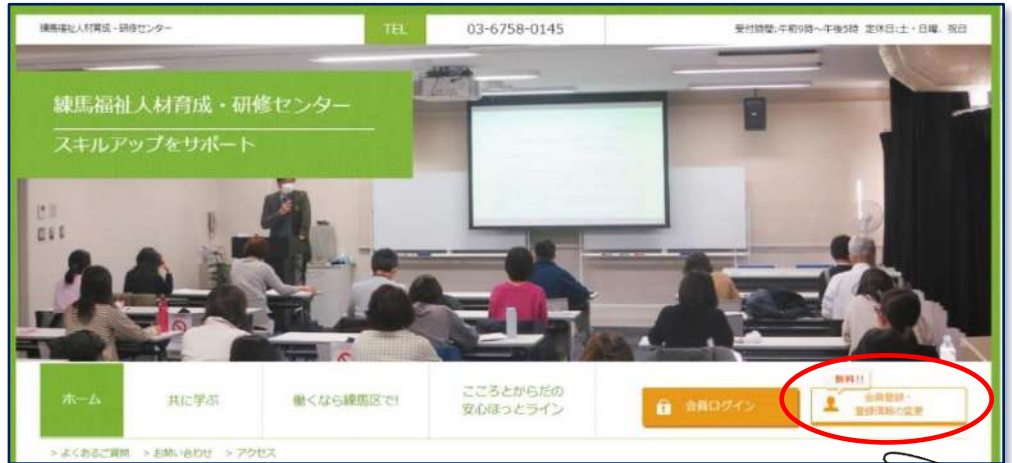 練馬福祉人材育成・研修センター
TEL
03-6758-0145
受付時間:午前9時～午後5時 定休日:土・日曜、祝日
練馬福祉人材育成・研修センター
スキルアップをサポート
ホーム
共に学ぶ
働くなら練馬区で!
こころとからだの
安心ほっとライン
会員ログイン
無料!!
会員登録・
登録情報の変更
> よくあるご質問 > お問い合わせ > アクセス